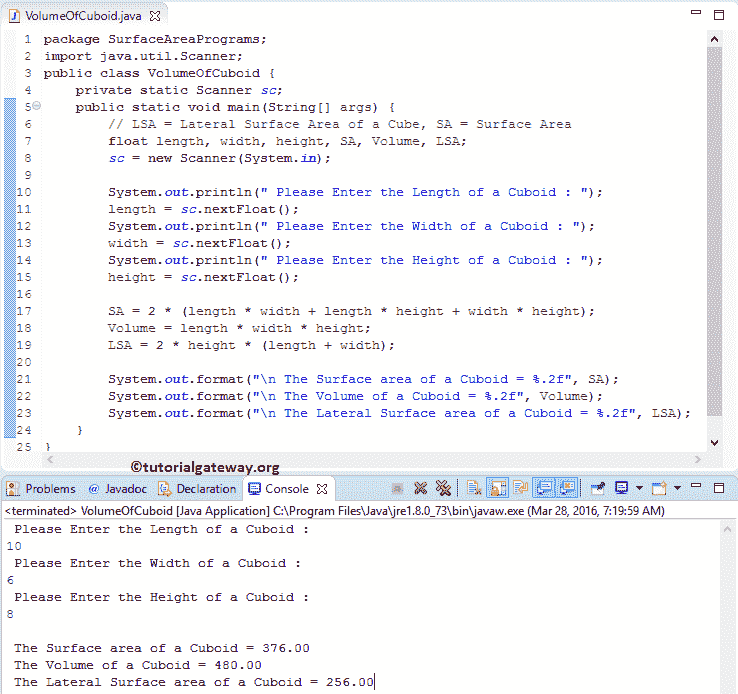 VolumeOfCuboid.java
1 package SurfaceAreaPrograms;
2 import java.util.Scanner;
3 public class VolumeOfCuboid {
4     private static Scanner sc;
5     public static void main(String[] args) {
6         // LSA = Lateral Surface Area of a Cube, SA = Surface Area
7         float length, width, height, SA, Volume, LSA;
8         sc = new Scanner(System.in);
9
10         System.out.println(" Please Enter the Length of a Cuboid : ");
11         length = sc.nextFloat();
12         System.out.println(" Please Enter the Width of a Cuboid : ");
13         width = sc.nextFloat();
14         System.out.println(" Please Enter the Height of a Cuboid : ");
15         height = sc.nextFloat();
16
17         SA = 2 * (length * width + length * height + width * height);
18         Volume = length * width * height;
19         LSA = 2 * height * (length + width);
20
21         System.out.format("\n The Surface area of a Cuboid = %.2f", SA);
22         System.out.format("\n The Volume of a Cuboid = %.2f", Volume);
23         System.out.format("\n The Lateral Surface area of a Cuboid = %.2f", LSA);
24     }
25 }
©tutorialgateway.org
Problems @ Javadoc Declaration Console
<terminated> VolumeOfCuboid [Java Application] C:\Program Files\Java\jre1.8.0_73\bin\javaw.exe (Mar 28, 2016, 7:19:59 AM)
Please Enter the Length of a Cuboid :
10
Please Enter the Width of a Cuboid :
6
Please Enter the Height of a Cuboid :
8
The Surface area of a Cuboid = 376.00
The Volume of a Cuboid = 480.00
The Lateral Surface area of a Cuboid = 256.00